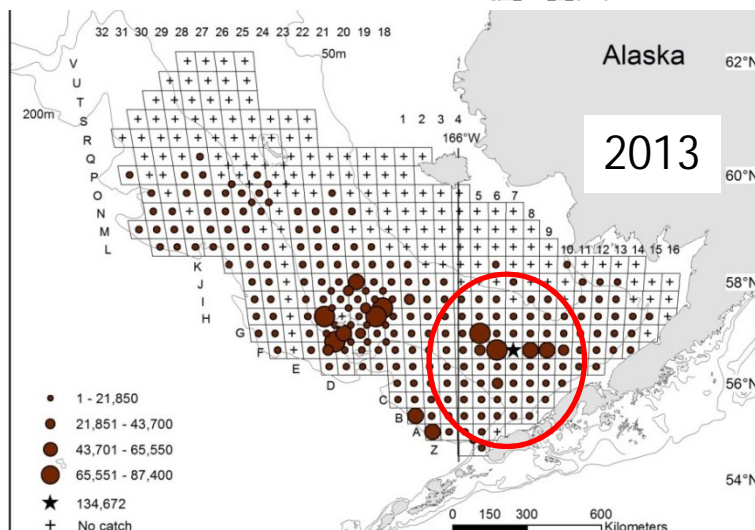 32 31 30 29 28 27 26 25 24 23 22 21 20 19 18
50m
Alaska
62°N
V
U
T
S
R
Q
P
O
N
M
L
200m
1 2 3 4
166°W
2013
60°N
5 6 7
8
9
10 11 12 13 14 15 16
K
J
I
H
58°N
G
F
E
D
C
B
A
Z
56°N
1 - 21,850
21,851 - 43,700
43,701 - 65,550
65,551 - 87,400
134,672
No catch
54°N
0 150 300 600
Kilometers